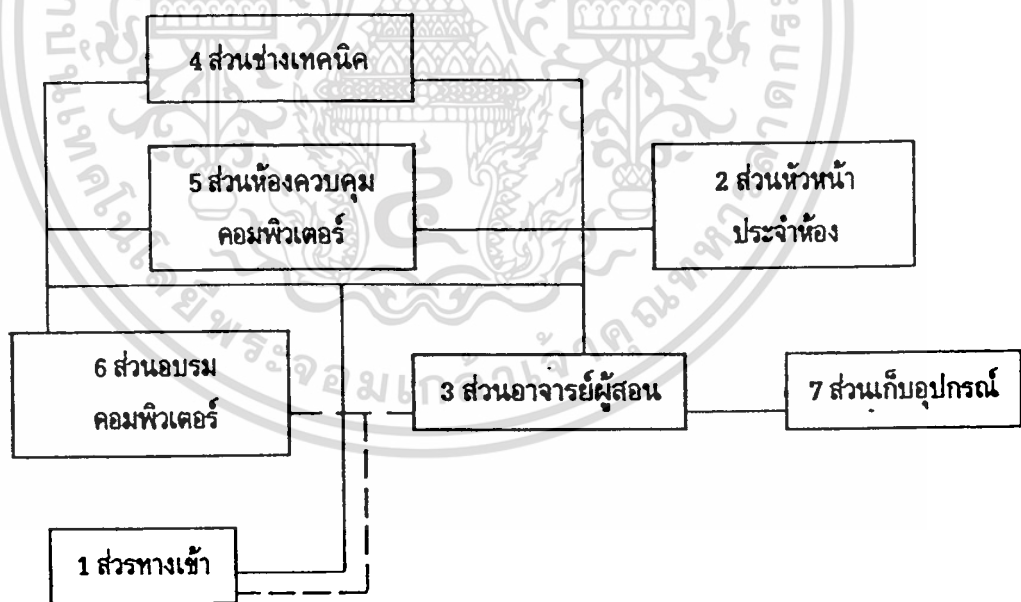 4 ส่วนช่างเทคนิค
5 ส่วนห้องควบคุม
คอมพิวเตอร์
2 ส่วนหัวหน้า
ประจำห้อง
6 ส่วนอบรม
คอมพิวเตอร์
3 ส่วนอาจารย์ผู้สอน
7 ส่วนเก็บอุปกรณ์
1 ส่วรทางเข้า